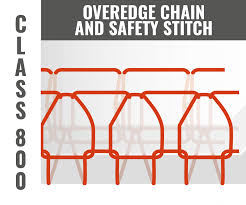 OVEREDGE CHAIN
AND SAFETY STITCH
CLASS 800